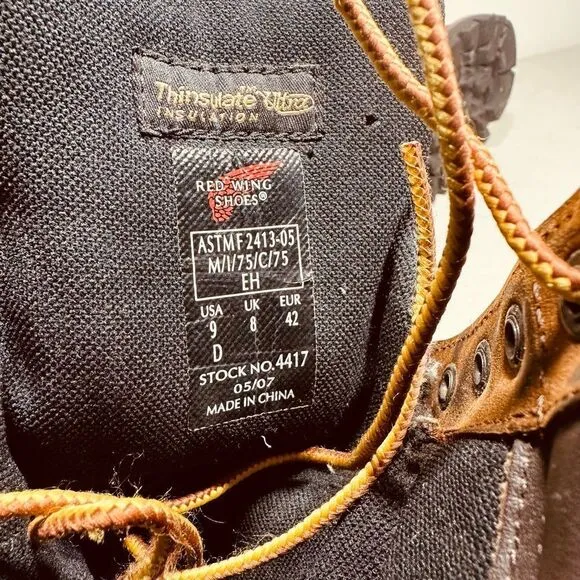 Thinsulate Ultra
INSULATION
RED WING
SHOES®
ASTM F 2413-05
M/I/75/C/75
EH
USA UK EUR
9 8 42
D
STOCK NO. 4417
05/07
MADE IN CHINA